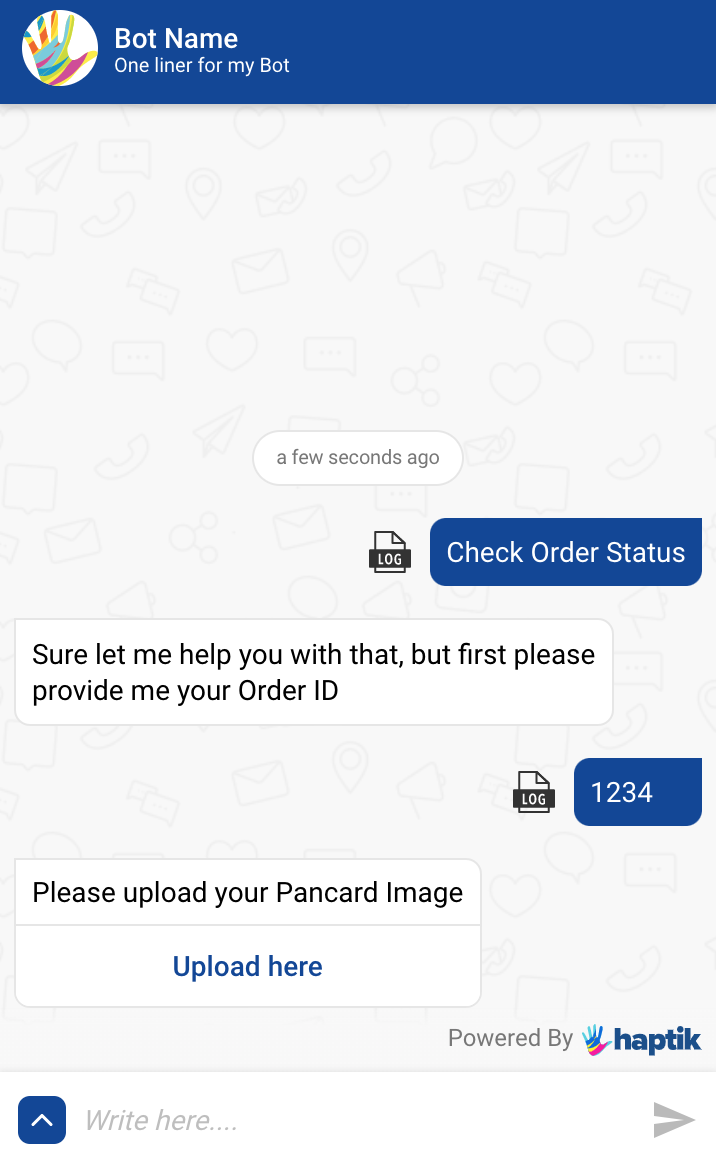 Bot Name
One liner for my Bot
a few seconds ago
LOG
Check Order Status
Sure let me help you with that, but first please
provide me your Order ID
LOG
1234
Please upload your Pancard Image
Upload here
Powered By haptik
Write here....